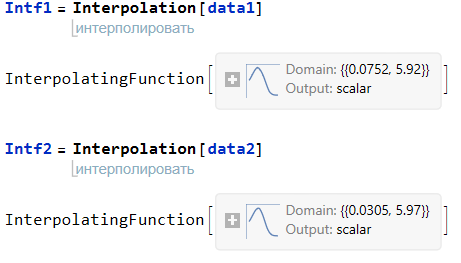 Intf1 = Interpolation[data1]
интерполировать
InterpolatingFunction[ Domain: {{0.0752, 5.92}}
Output: scalar ]
Intf2 = Interpolation[data2]
интерполировать
InterpolatingFunction[ Domain: {{0.0305, 5.97}}
Output: scalar ]